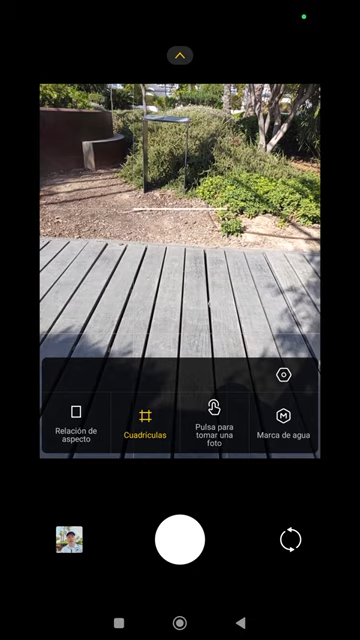 Relación de
aspecto
Cuadrículas
Pulsa para
tomar una
foto
Marca de agua